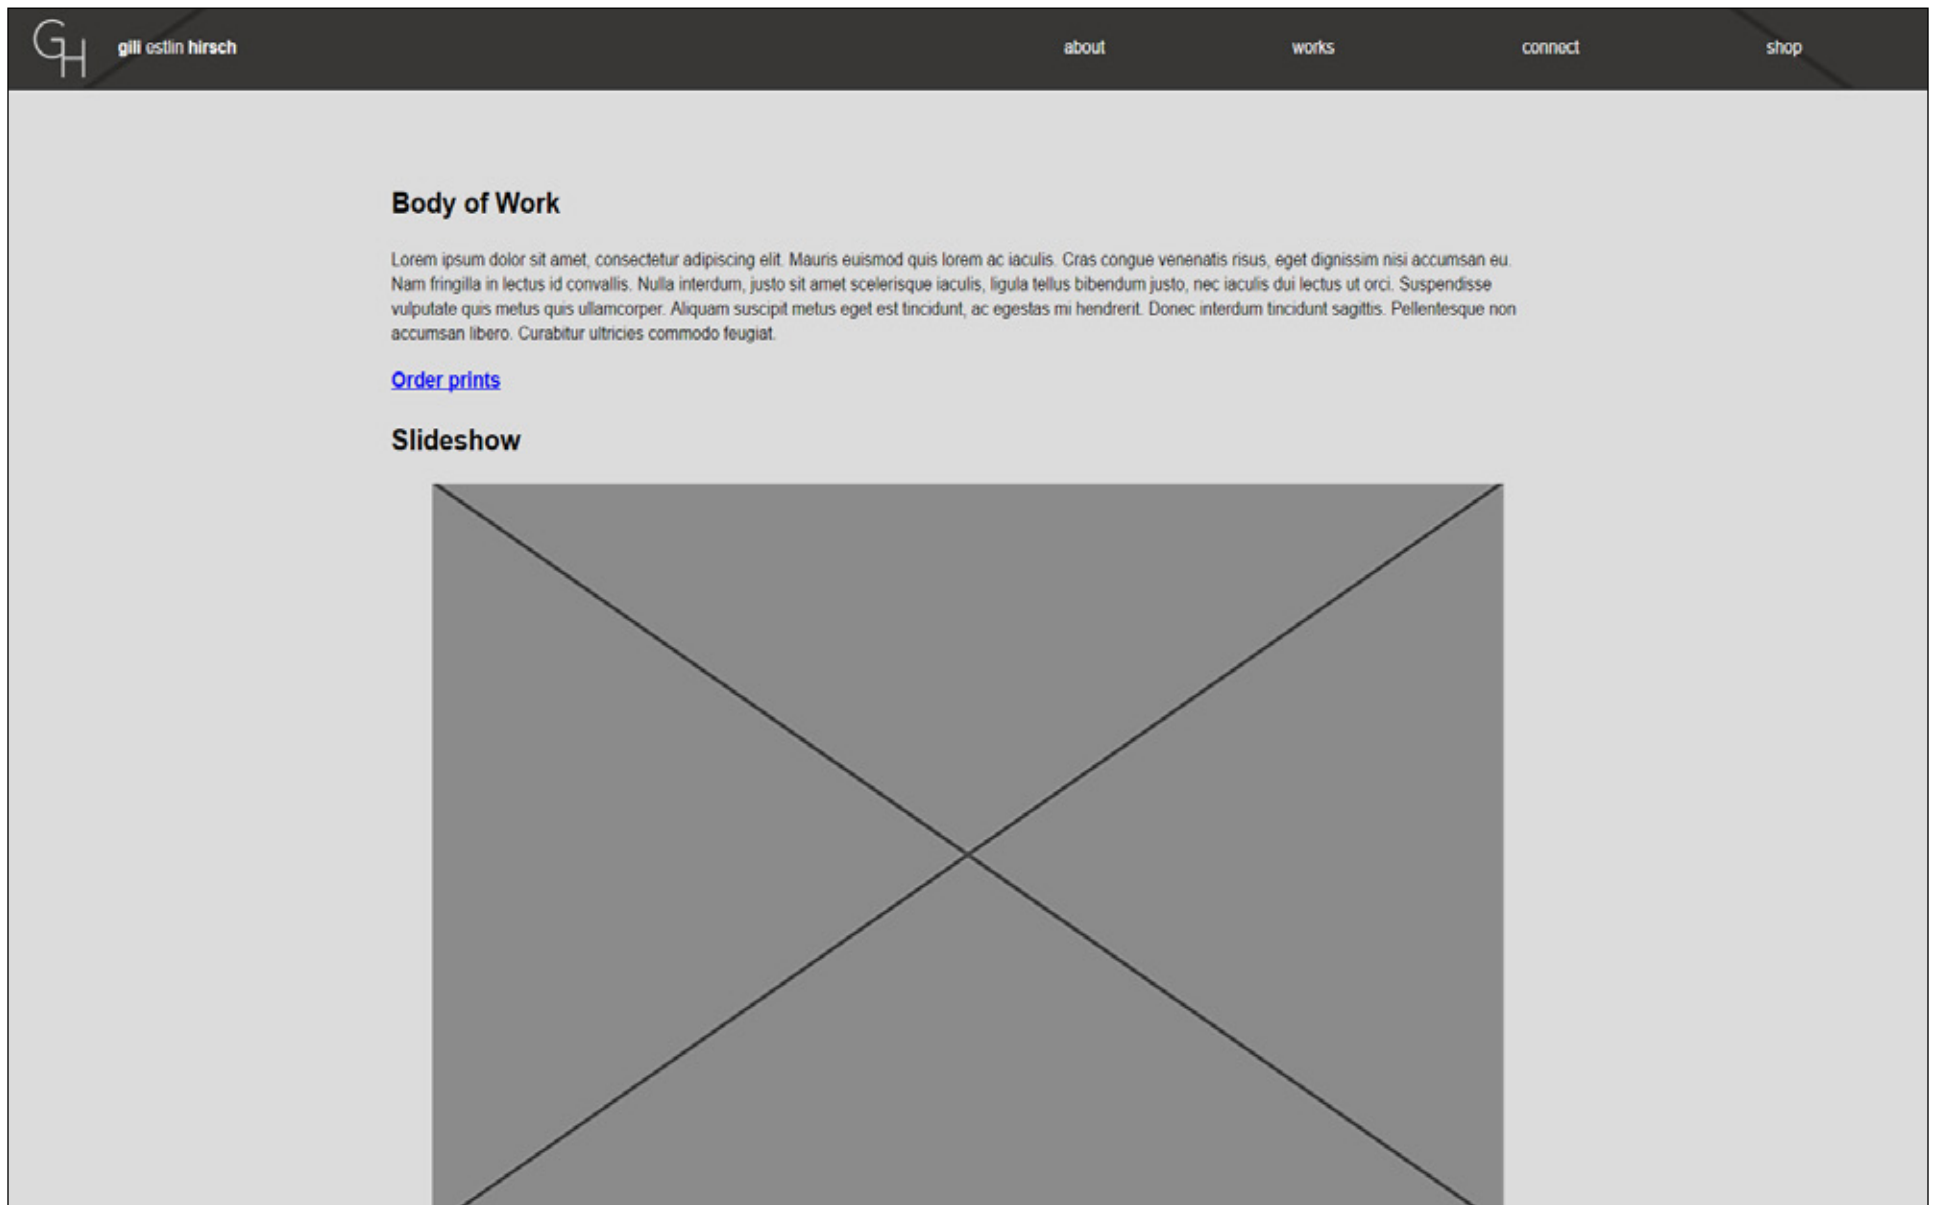 GH
gili estlin hirsch
about works connect shop
Body of Work
Lorem ipsum dolor sit amet, consectetur adipiscing elit. Mauris euismod quis lorem ac iaculis. Cras congue venenatis risus, eget dignissim nisi accumsan eu.
Nam fringilla in lectus id convallis. Nulla interdum, justo sit amet scelerisque iaculis, ligula tellus bibendum justo, nec iaculis dui lectus ut orci. Suspendisse
vulputate quis metus quis ullamcorper. Aliquam suscipit metus eget est tincidunt, ac egestas mi hendrerit. Donec interdum tincidunt sagittis. Pellentesque non
accumsan libero. Curabitur ultricies commodo feugiat.
Order prints
Slideshow